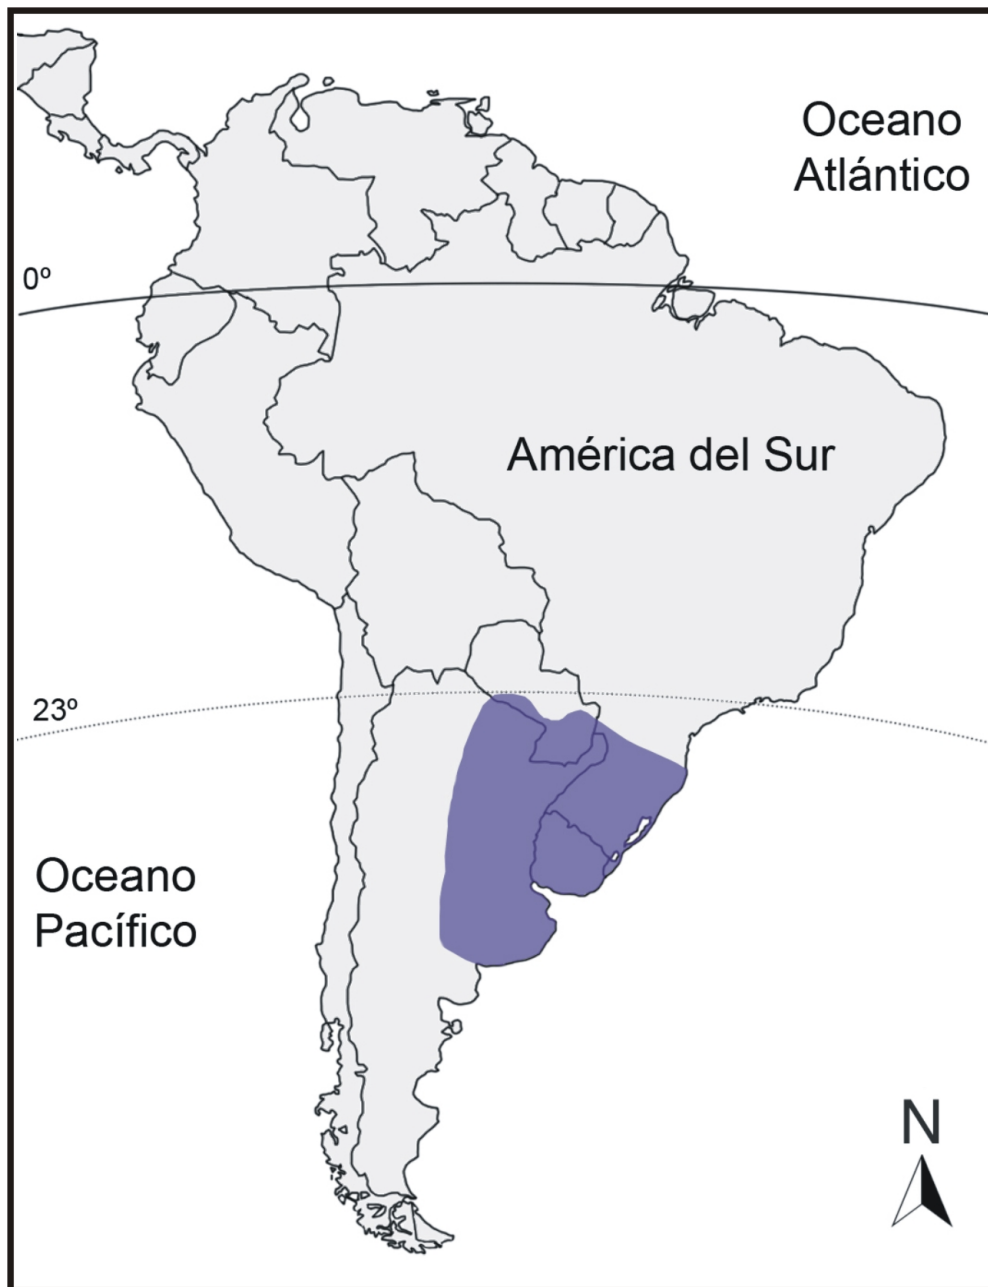 Oceano
Atlántico
0º
América del Sur
23º
Oceano
Pacífico
N